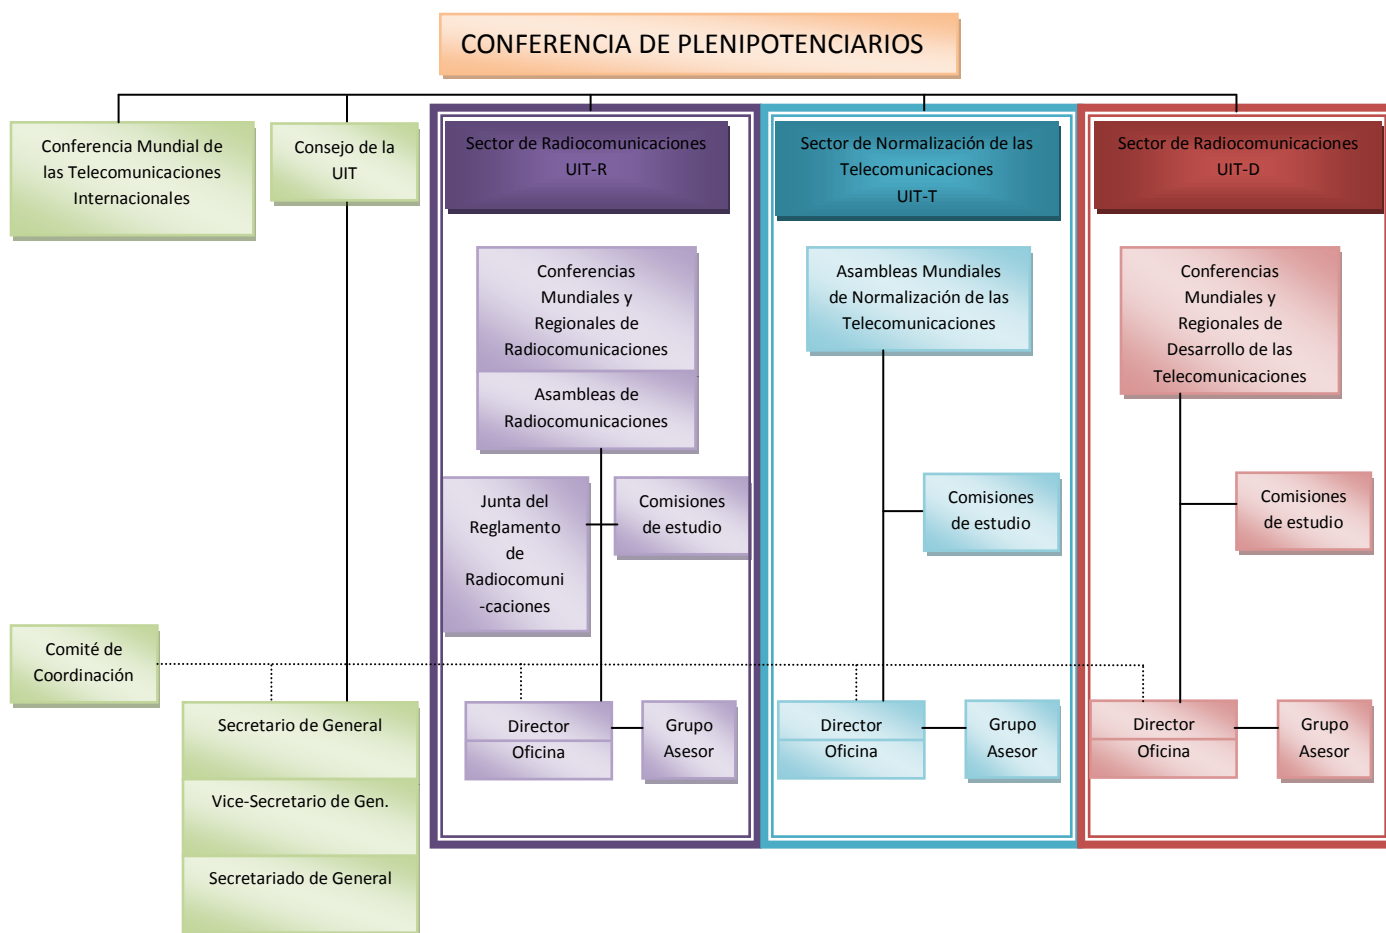 CONFERENCIA DE PLENIPOTENCIARIOS
Conferencia Mundial de
las Telecomunicaciones
Internacionales
Consejo de la
UIT
Sector de Radiocomunicaciones
UIT-R
Sector de Normalización de las
Telecomunicaciones
UIT-T
Sector de Radiocomunicaciones
UIT-D
Conferencias
Mundiales y
Regionales de
Radiocomunicaciones
Asambleas de
Radiocomunicaciones
Asambleas Mundiales
de Normalización de las
Telecomunicaciones
Conferencias
Mundiales y
Regionales de
Desarrollo de las
Telecomunicaciones
Junta del
Reglamento
de
Radiocomuni
-caciones
Comisiones
de estudio
Comisiones
de estudio
Comisiones
de estudio
Comité de
Coordinación
Secretario de General
Vice-Secretario de Gen.
Secretariado de General
Director
Oficina
Grupo
Asesor
Director
Oficina
Grupo
Asesor
Director
Oficina
Grupo
Asesor